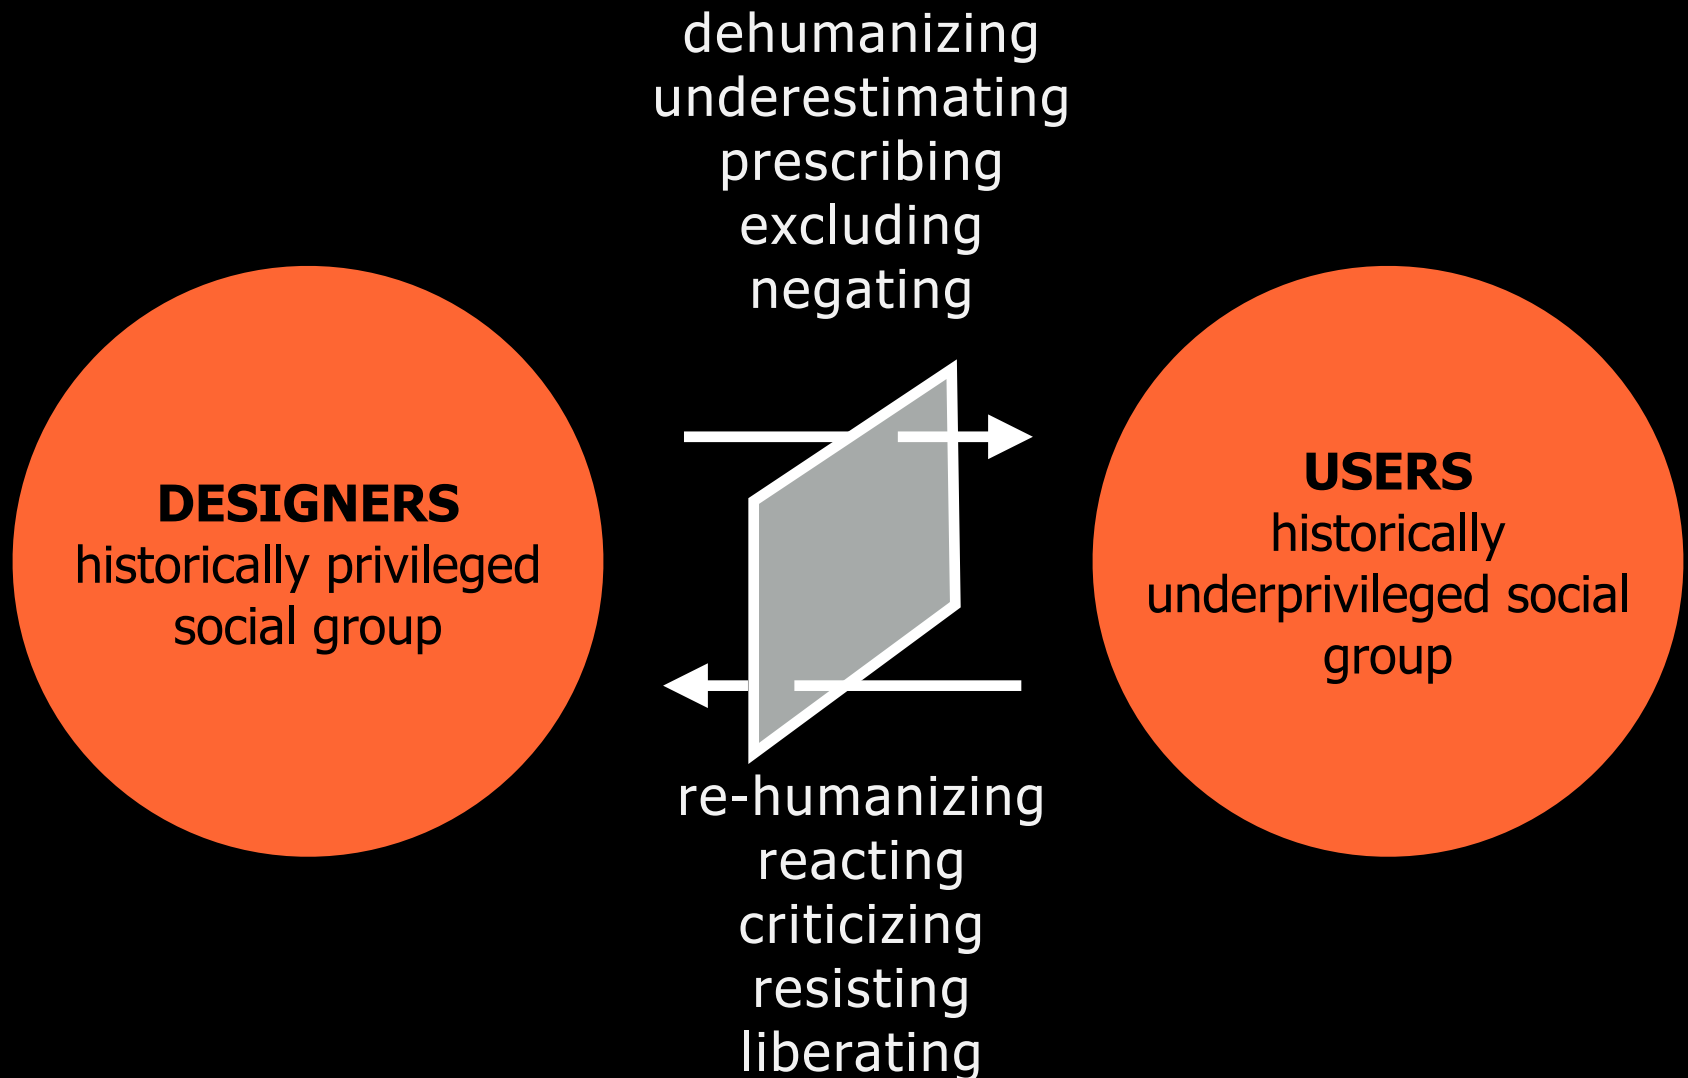 dehumanizing
underestimating
prescribing
excluding
negating
DESIGNERS
historically privileged
social group
USERS
historically
underprivileged social
group
re-humanizing
reacting
criticizing
resisting
liberating